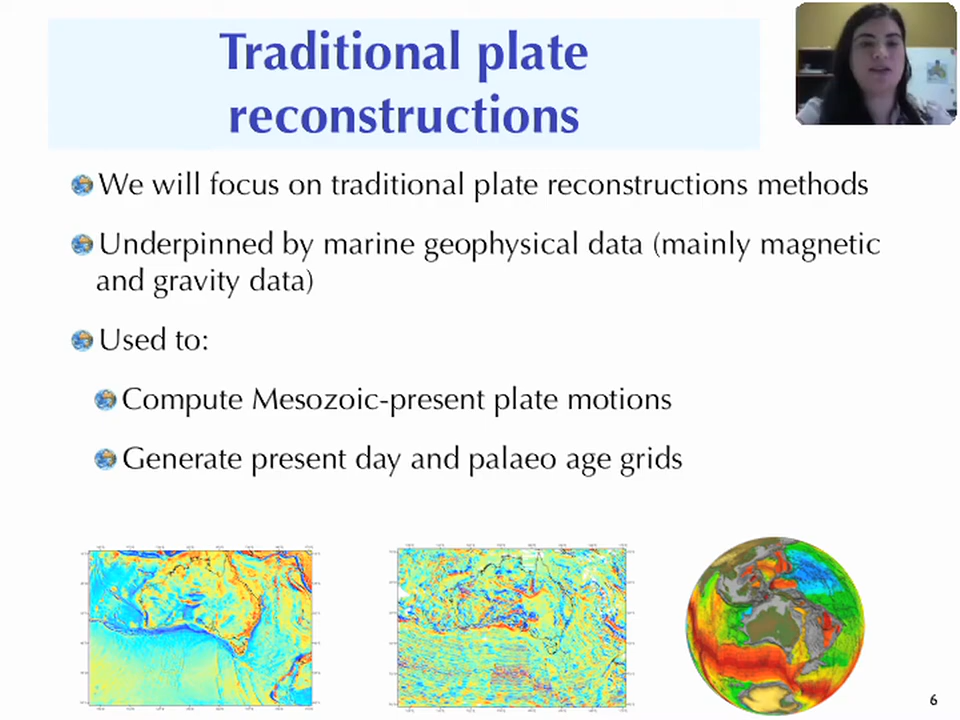 Traditional plate
reconstructions
We will focus on traditional plate reconstructions methods
Underpinned by marine geophysical data (mainly magnetic
and gravity data)
Used to:
Compute Mesozoic-present plate motions
Generate present day and palaeo age grids
6